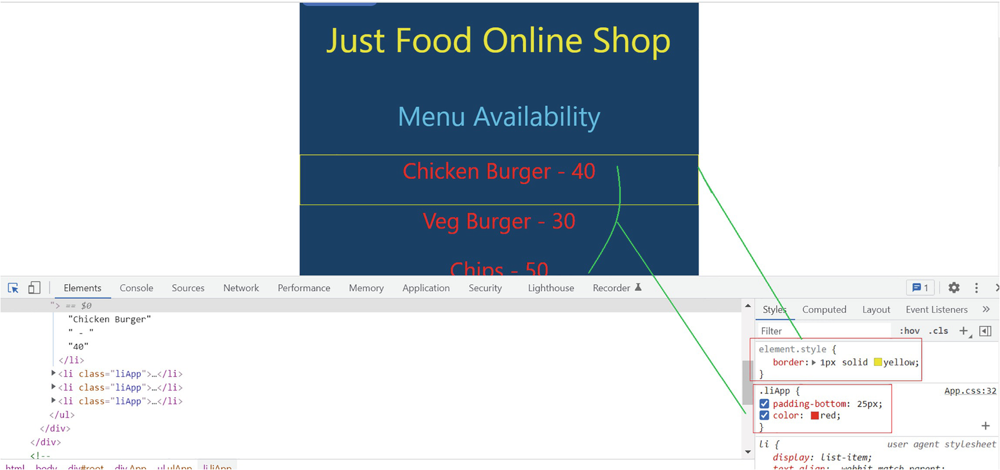 Just Food Online Shop
Menu Availability
Chicken Burger - 40
Veg Burger - 30
Chips - 50
Elements Console Sources Network Performance Memory Application Security Lighthouse Recorder 1
"> == $0
"Chicken Burger"
" - "
"40"
</li>
<li class="liApp">…</li>
<li class="liApp">…</li>
<li class="liApp">…</li>
</ul>
</div>
</div>
<!--
html body div#root div.App ul.ulApp li.liApp
Styles Computed Layout Event Listeners »
Filter :hov .cls +
element.style {
border: 1px solid yellow;
}
.liApp { App.css:32
padding-bottom: 25px;
color: red;
}
li { user agent stylesheet
display: list-item;
text-align: -webkit-match-parent;